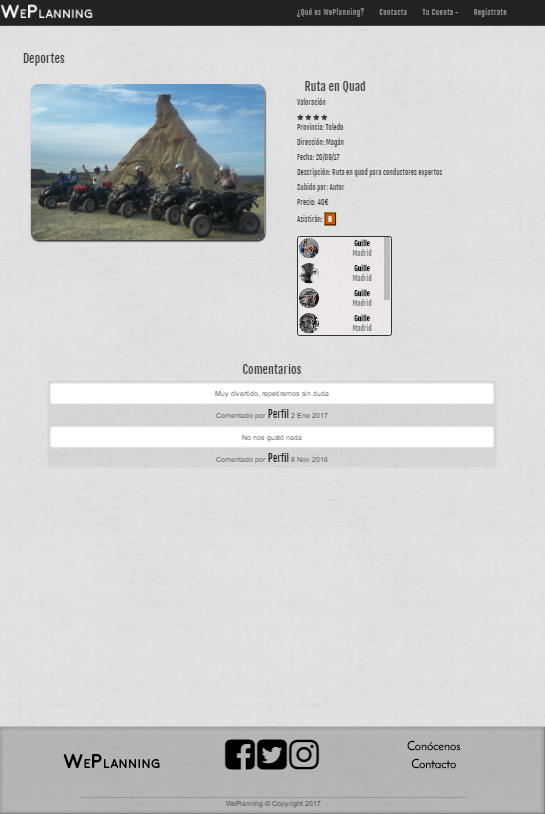 WePlanning
¿Qué es WePlanning? Contacta Tu Cuenta Registrate
Deportes
Ruta en Quad
Valoración
Provincia: Toledo
Dirección: Magán
Fecha: 20/09/17
Descripción: Ruta en quad para conductores expertos
Subido por: Autor
Precio: 40€
Asistirán: 6
Guille
Madrid
Guille
Madrid
Guille
Madrid
Guille
Madrid
Comentarios
Muy divertido, repetiremos sin duda
Comentado por Perfil 2 Ene 2017
No nos gustó nada
Comentado por Perfil 8 Nov 2016
WePlanning
Conócenos
Contacto
WePlanning © Copyright 2017